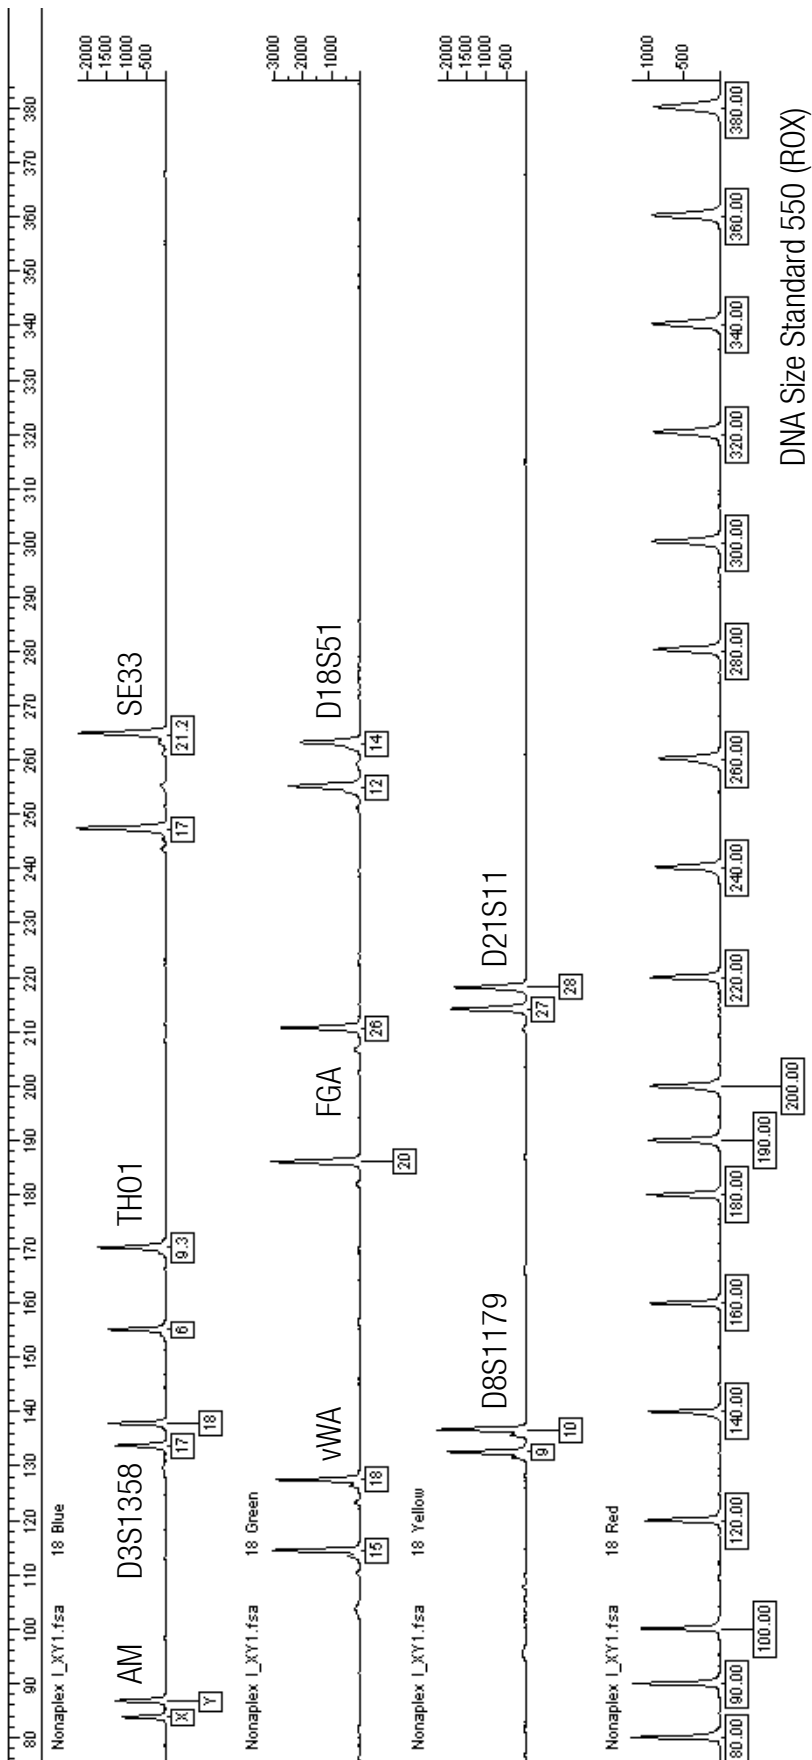 80 90 100 110 120 130 140 150 160 170 180 190 200 210 220 230 240 250 260 270 280 290 300 310 320 330 340 350 360 370 380
Nonaplex I_XY1.fsa 18 Blue
AM D3S1358 TH01 SE33
2000
1500
1000
500
X Y 17 18 6 9.3 17 21.2
Nonaplex I_XY1.fsa 18 Green
vWA FGA D18S51
3000
2000
1000
15 18 20 26 12 14
Nonaplex I_XY1.fsa 18 Yellow
D8S1179 D21S11
2000
1500
1000
500
9 10 27 28
Nonaplex I_XY1.fsa 18 Red
1000
500
80.00 90.00 100.00 120.00 140.00 160.00 180.00 190.00 200.00 220.00 240.00 260.00 280.00 300.00 320.00 340.00 360.00 380.00
DNA Size Standard 550 (ROX)